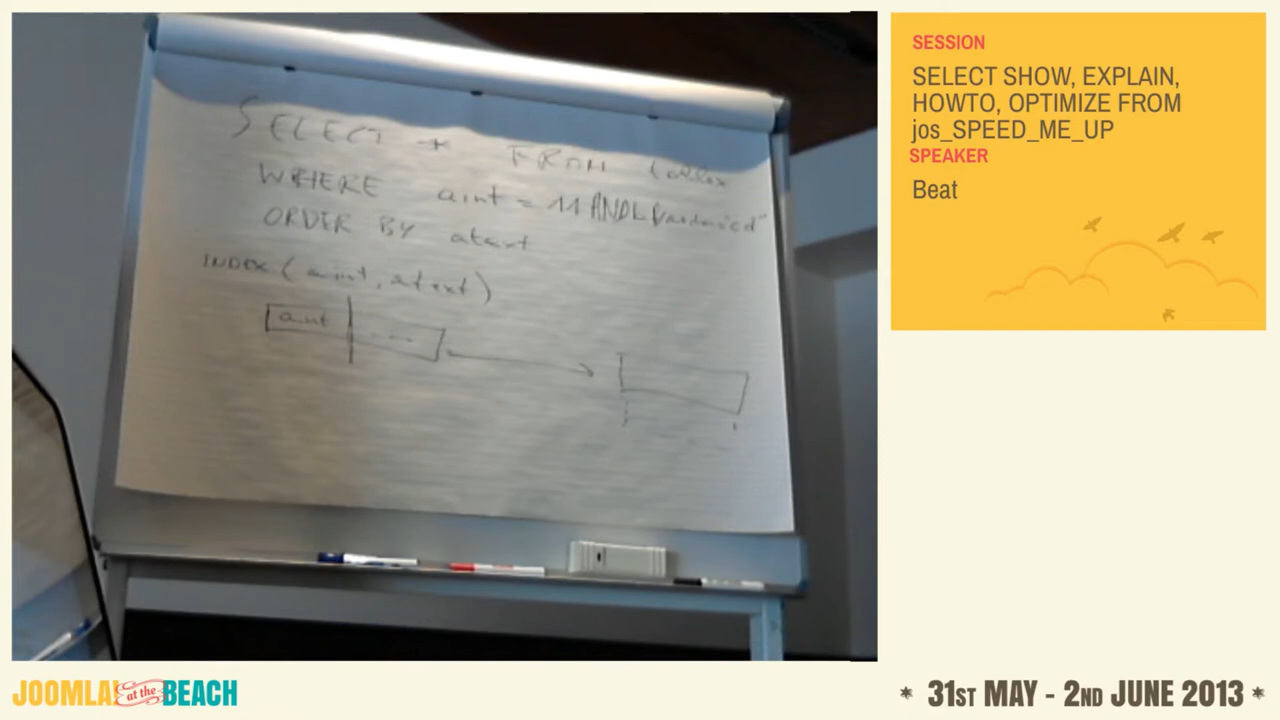 SELECT * FROM
WHERE aint = 11 AND
ORDER BY atext
INDEX (aint, atext)
aint ...
SESSION
SELECT SHOW, EXPLAIN,
HOWTO, OPTIMIZE FROM
jos_SPEED_ME_UP
SPEAKER
Beat
JOOMLA! at the BEACH
* 31ST MAY - 2ND JUNE 2013 *